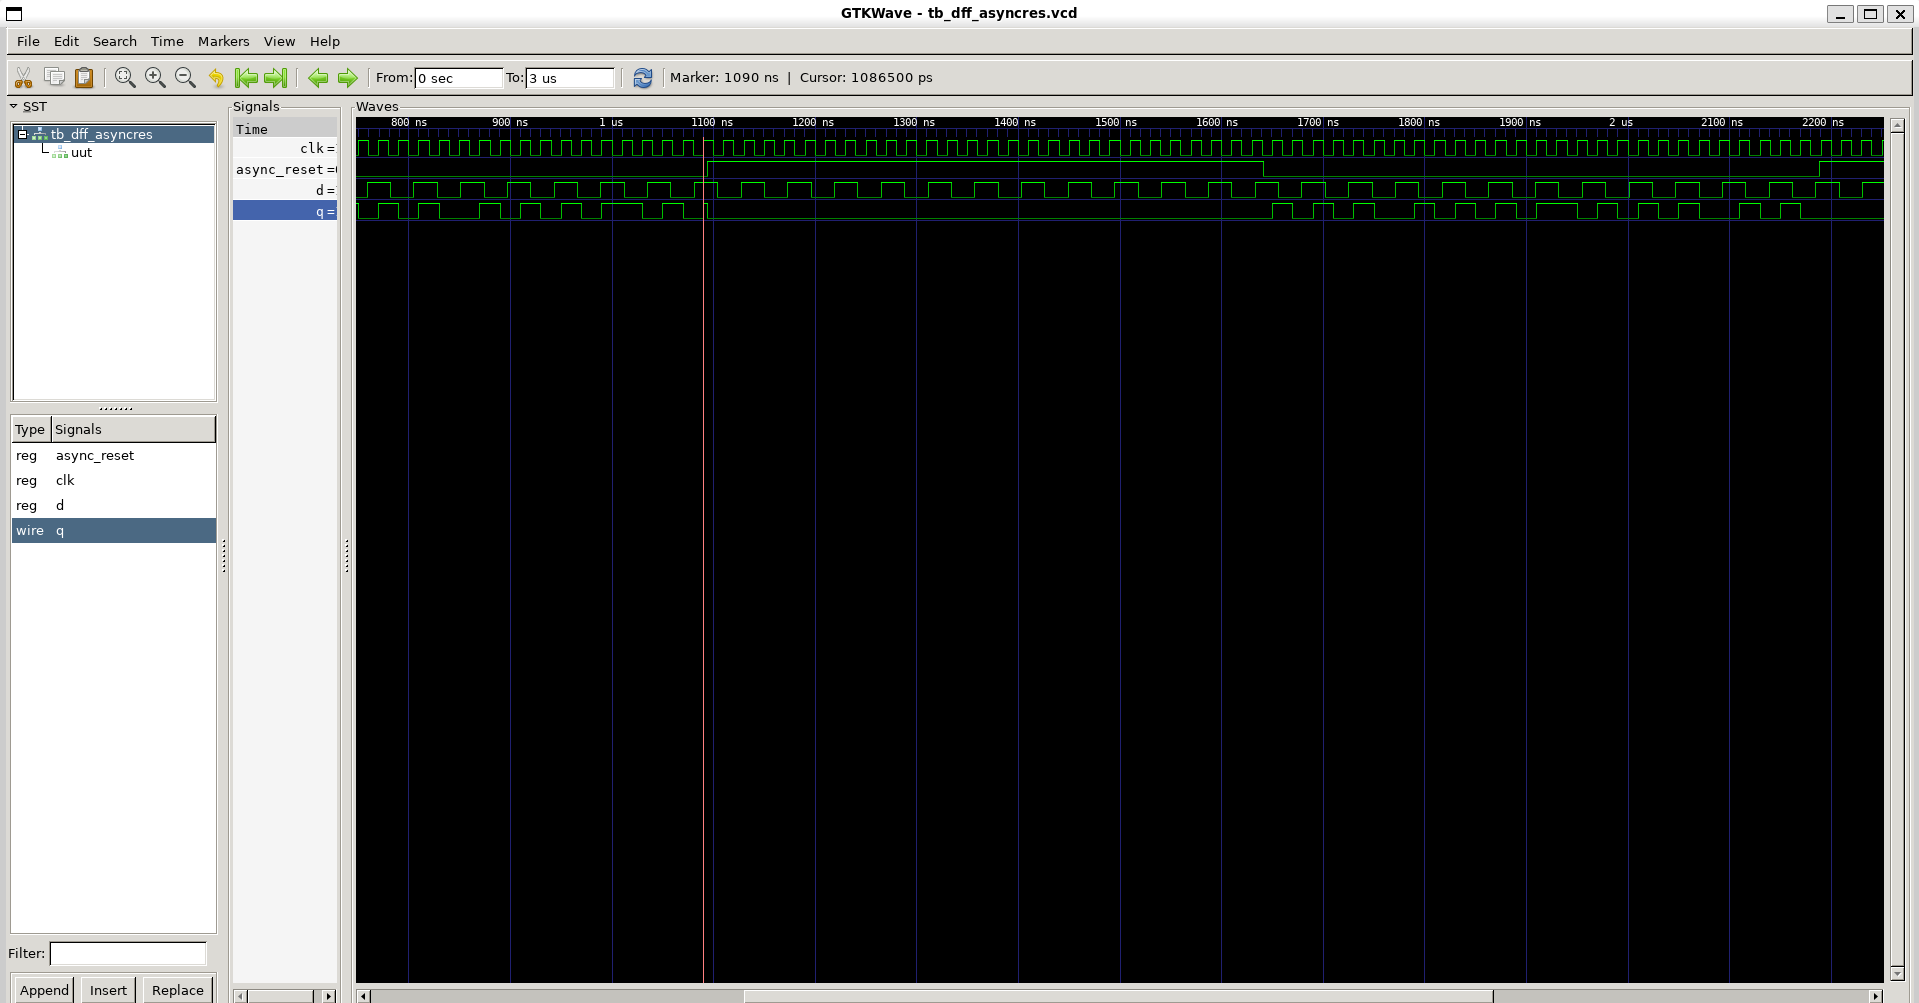 GTKWave - tb_dff_asyncres.vcd
File Edit Search Time Markers View Help
From: 0 sec To: 3 us Marker: 1090 ns | Cursor: 1086500 ps
SST
tb_dff_asyncres
uut
Type Signals
reg async_reset
reg clk
reg d
wire q
Filter:
Append Insert Replace
Signals
Time
clk =
async_reset =
d =
q =
Waves
800 ns 900 ns 1 us 1100 ns 1200 ns 1300 ns 1400 ns 1500 ns 1600 ns 1700 ns 1800 ns 1900 ns 2 us 2100 ns 2200 ns